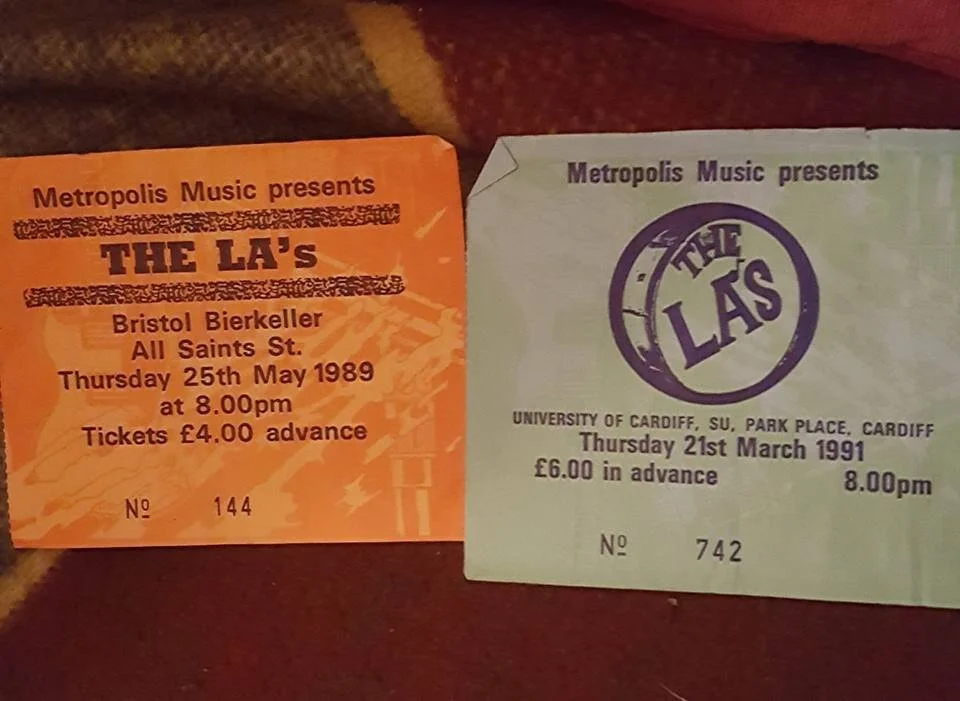 Metropolis Music presents
THE LA's
Bristol Bierkeller
All Saints St.
Thursday 25th May 1989
at 8.00pm
Tickets £4.00 advance
Nº 144
Metropolis Music presents
THE
LA'S
UNIVERSITY OF CARDIFF, SU, PARK PLACE, CARDIFF
Thursday 21st March 1991
£6.00 in advance 8.00pm
Nº 742